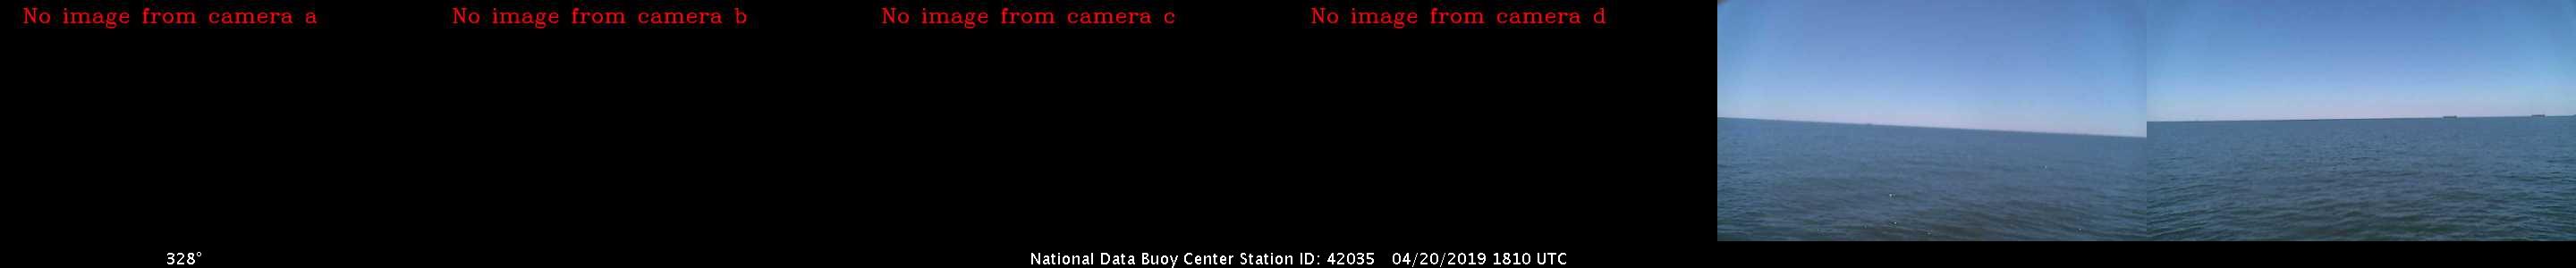 No image from camera a
No image from camera b
No image from camera c
No image from camera d
328°
National Data Buoy Center Station ID: 42035 04/20/2019 1810 UTC